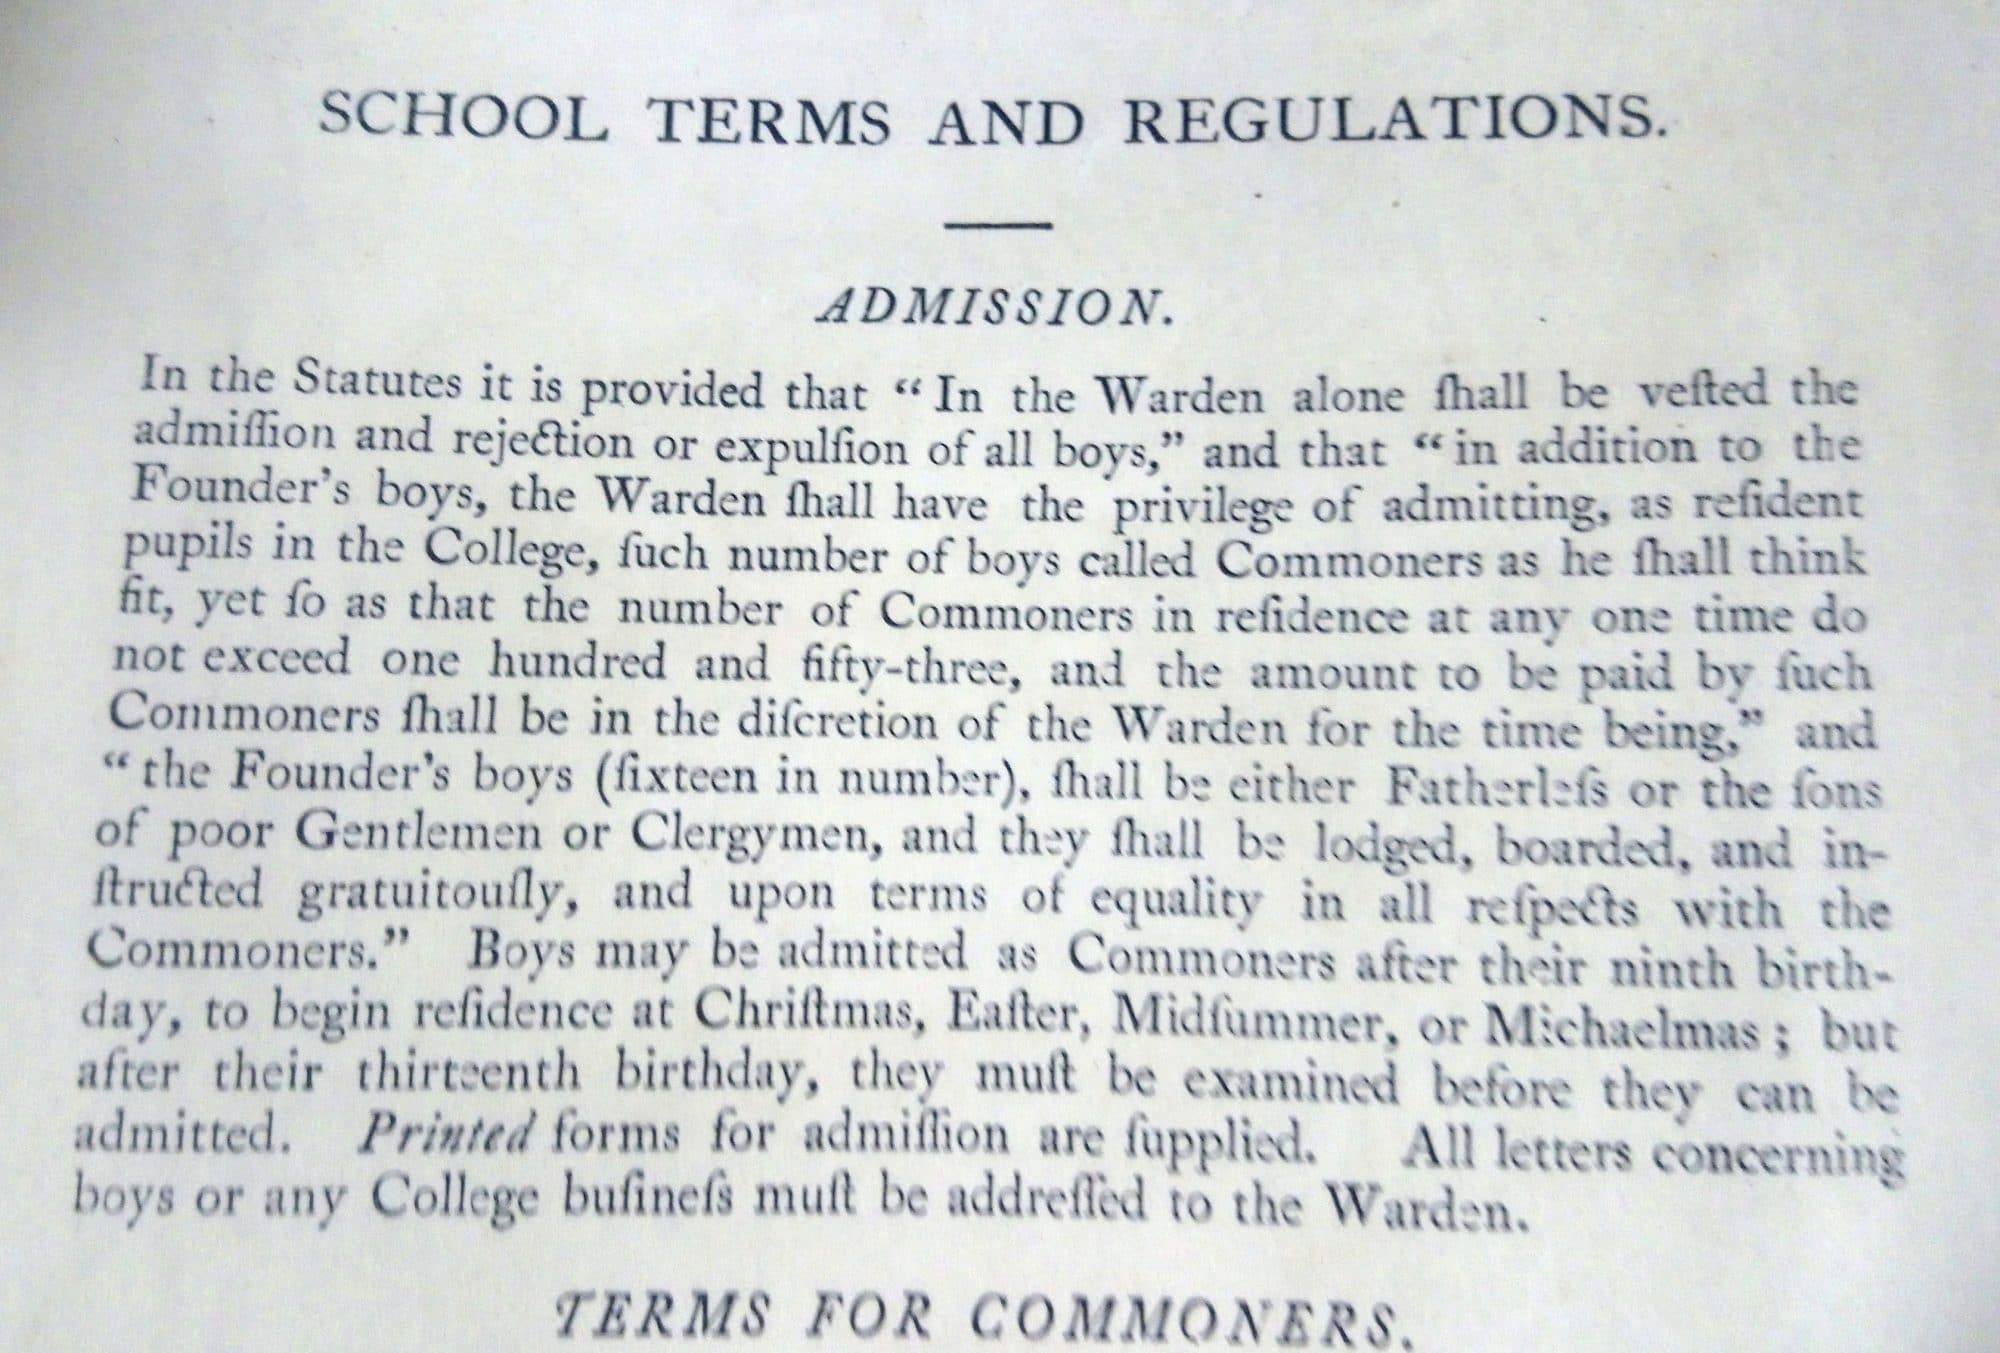 SCHOOL TERMS AND REGULATIONS.
ADMISSION.
In the Statutes it is provided that “In the Warden alone ſhall be veſted the
admiſſion and rejection or expulſion of all boys,” and that “in addition to the
Founder’s boys, the Warden ſhall have the privilege of admitting, as reſident
pupils in the College, ſuch number of boys called Commoners as he ſhall think
fit, yet ſo as that the number of Commoners in reſidence at any one time do
not exceed one hundred and fifty-three, and the amount to be paid by ſuch
Commoners ſhall be in the diſcretion of the Warden for the time being,” and
“the Founder’s boys (ſixteen in number), ſhall be either Fatherleſs or the ſons
of poor Gentlemen or Clergymen, and they ſhall be lodged, boarded, and in-
ſtructed gratuitouſly, and upon terms of equality in all reſpects with the
Commoners.” Boys may be admitted as Commoners after their ninth birth-
day, to begin reſidence at Chriſtmas, Eaſter, Midſummer, or Michaelmas; but
after their thirteenth birthday, they muſt be examined before they can be
admitted. Printed forms for admiſſion are ſupplied. All letters concerning
boys or any College buſineſs muſt be addreſſed to the Warden.
TERMS FOR COMMONERS.